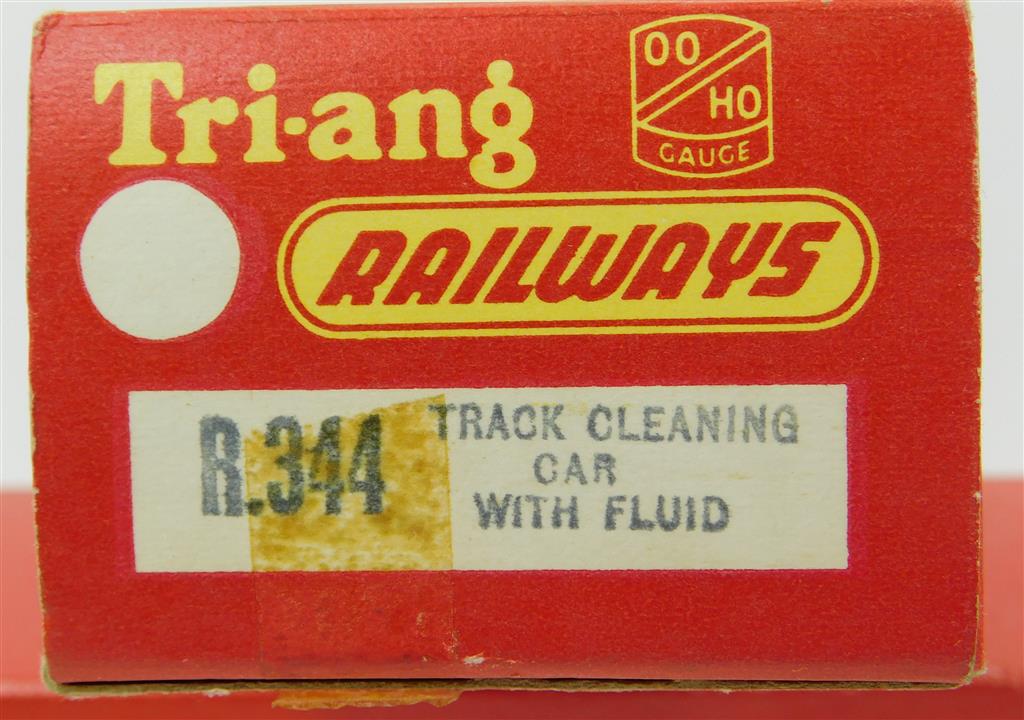 Tri-ang
OO/HO
GAUGE
RAILWAYS
R.344
TRACK CLEANING
CAR
WITH FLUID